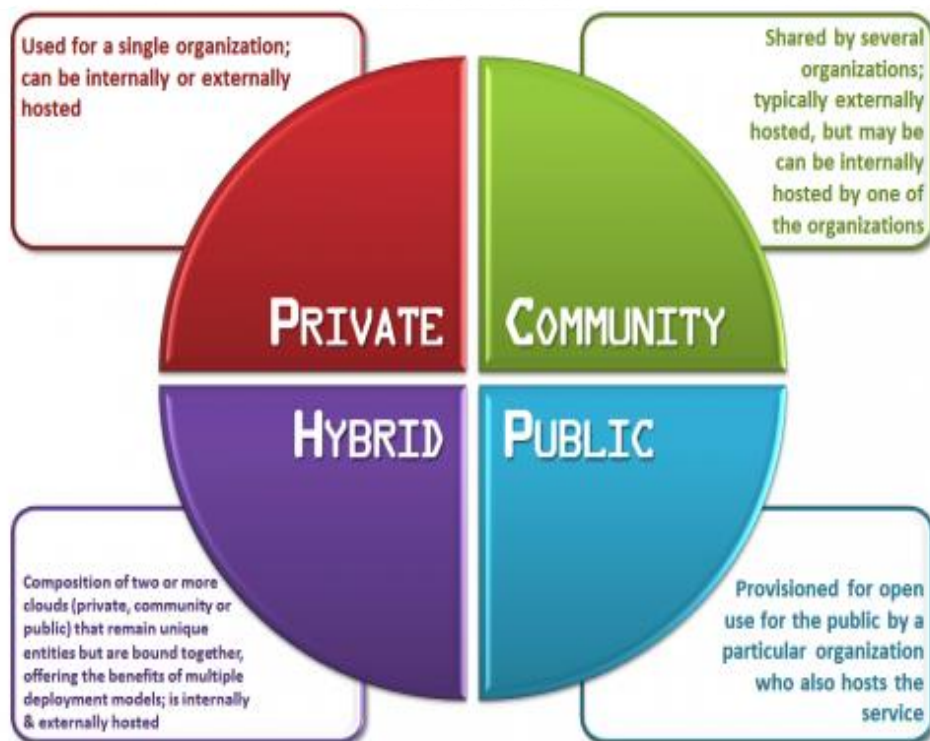 Used for a single organization;
can be internally or externally
hosted
Shared by several
organizations;
typically externally
hosted, but may be
can be internally
hosted by one of
the organizations
PRIVATE
COMMUNITY
HYBRID
PUBLIC
Composition of two or more
clouds (private, community or
public) that remain unique
entities but are bound together,
offering the benefits of multiple
deployment models; is internally
& externally hosted
Provisioned for open
use for the public by a
particular organization
who also hosts the
service